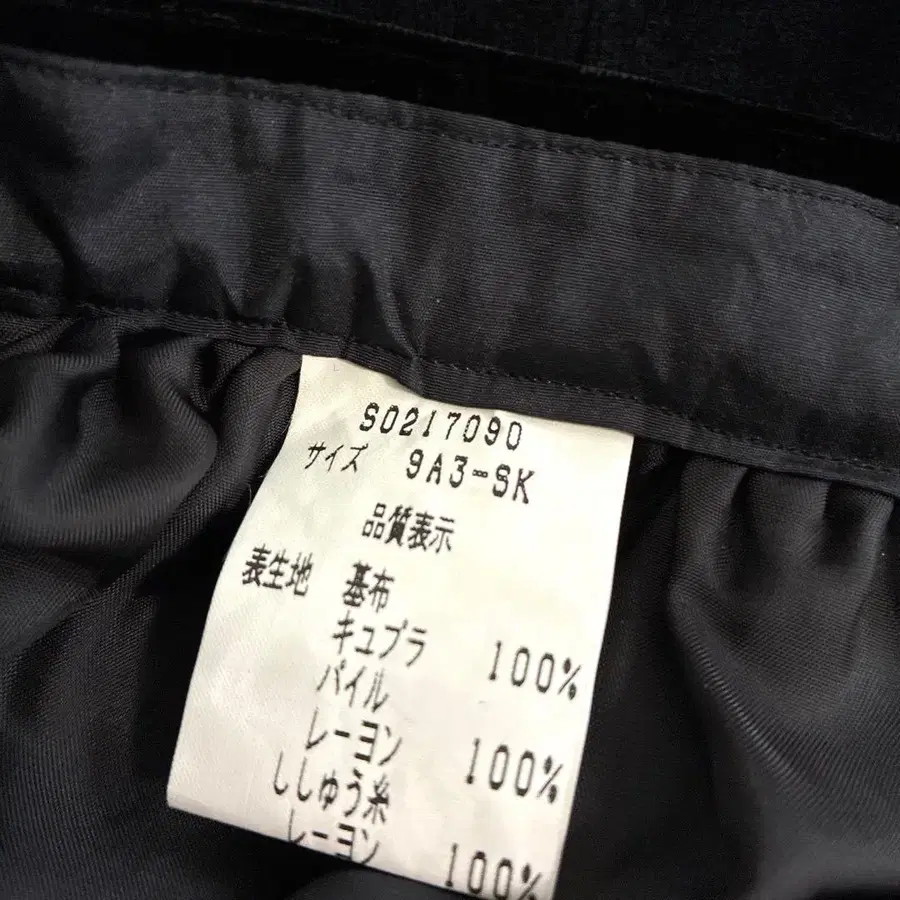 S0217090
サイズ 9A3-SK
品質表示
表生地 基布
キュプラ 100%
パイル
レーヨン 100%
ししゅう糸
レーヨン 100%